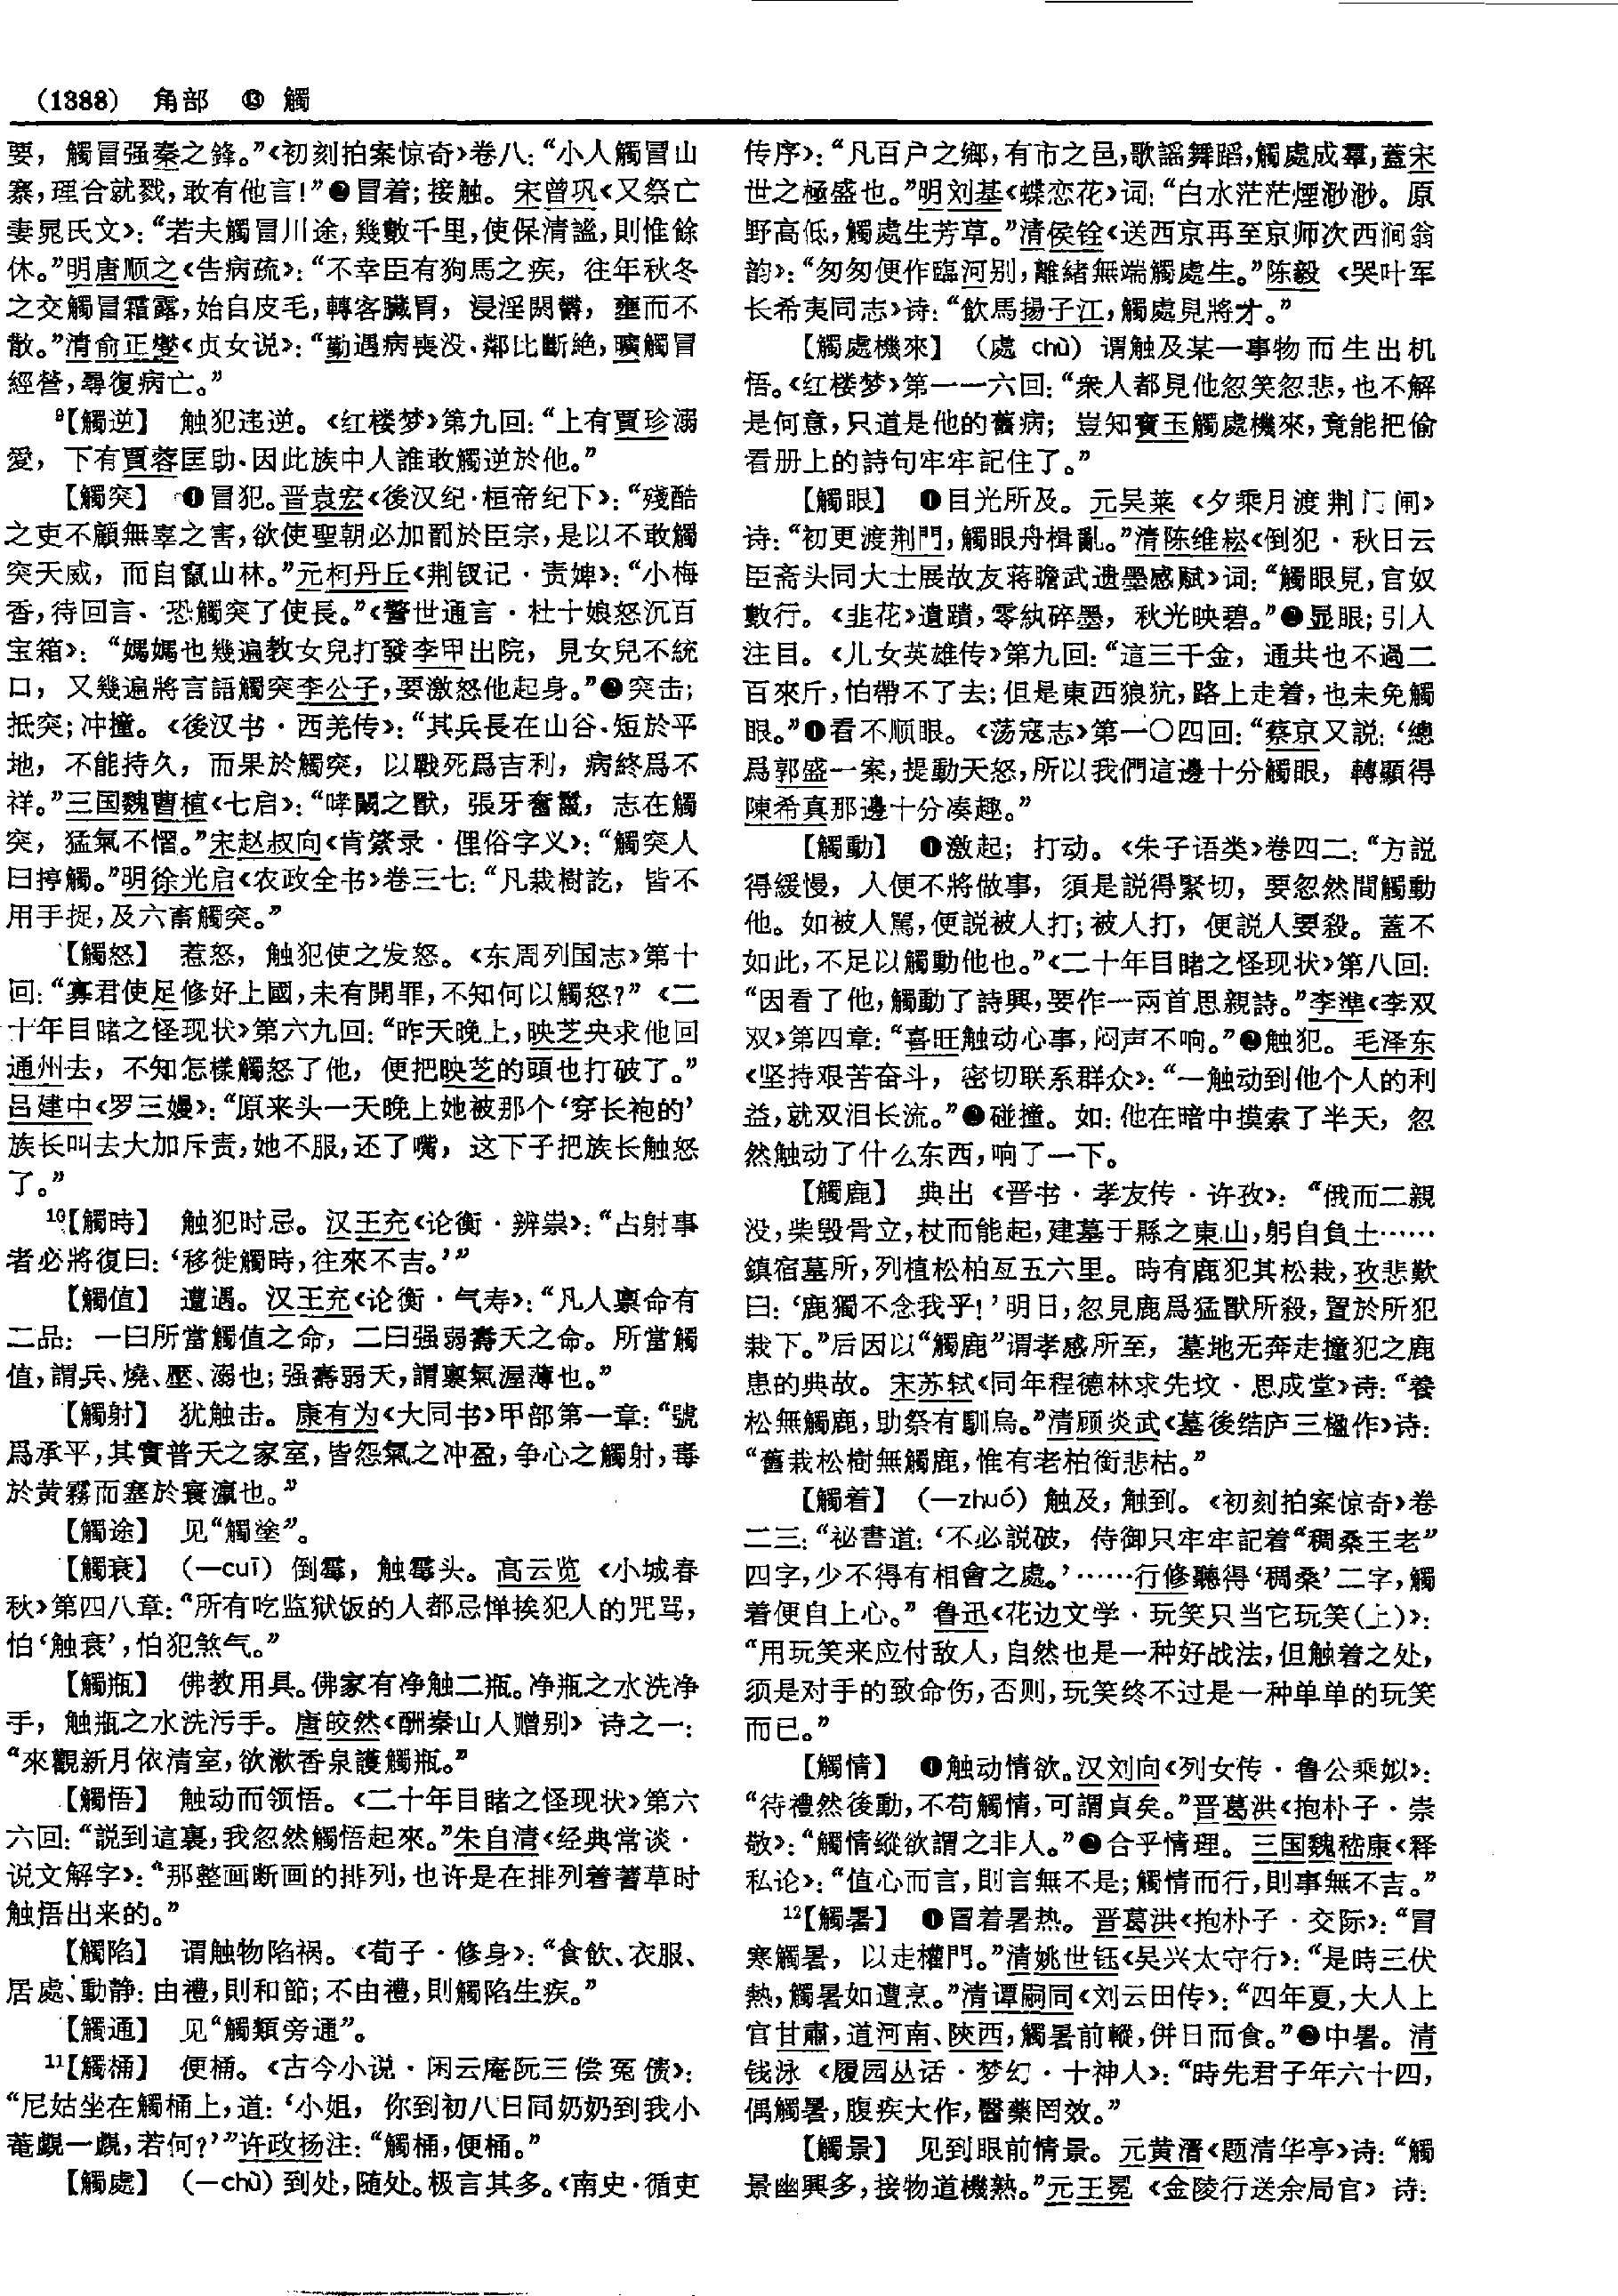 (1388) 角部 ⓭ 觸
要，觸冒强秦之鋒。”《初刻拍案惊奇》卷八：“小人觸冒山
寨，理合就戮，敢有他言！”❷冒着；接触。宋曾巩《又祭亡
妻晁氏文》：“若夫觸冒川途，幾數千里，使保清謐，則惟餘
休。”明唐顺之《告病疏》：“不幸臣有狗馬之疾，往年秋冬
之交觸冒霜露，始自皮毛，轉客臟胃，浸淫閼鬱，壅而不
散。”清俞正燮《贞女说》：“勤遇病喪没，鄰比斷絶，曠觸冒
經營，尋復病亡。”
⁹【觸逆】 触犯违逆。《红楼梦》第九回：“上有賈珍溺
愛，下有賈蓉匡助，因此族中人誰敢觸逆於他。”
【觸突】 ❶冒犯。晋袁宏《後汉纪·桓帝纪下》：“殘酷
之吏不顧無辜之害，欲使聖朝必加罰於臣宗，是以不敢觸
突天威，而自竄山林。”元柯丹丘《荆钗记·责婢》：“小梅
香，待回言，恐觸突了使長。”《警世通言·杜十娘怒沉百
宝箱》：“媽媽也幾遍教女兒打發李甲出院，見女兒不統
口，又幾遍將言語觸突李公子，要激怒他起身。”❷突击；
抵突；冲撞。《後汉书·西羌传》：“其兵長在山谷，短於平
地，不能持久，而果於觸突，以戰死爲吉利，病終爲不
祥。”三国魏曹植《七启》：“哮闞之獸，張牙奮鬣，志在觸
突，猛氣不慴。”宋赵叔向《肯綮录·俚俗字义》：“觸突人
曰揨觸。”明徐光启《农政全书》卷三七：“凡栽樹訖，皆不
用手捉，及六畜觸突。”
【觸怒】 惹怒，触犯使之发怒。《东周列国志》第十
回：“寡君使足修好上國，未有開罪，不知何以觸怒？”《二
十年目睹之怪现状》第六九回：“昨天晚上，映芝央求他回
通州去，不知怎樣觸怒了他，便把映芝的頭也打破了。”
吕建中《罗三嫚》：“原来头一天晚上她被那个‘穿长袍的’
族长叫去大加斥责，她不服，还了嘴，这下子把族长触怒
了。”
¹⁰【觸時】 触犯时忌。汉王充《论衡·辨祟》：“占射事
者必將復曰：‘移徙觸時，往來不吉。’”
【觸值】 遭遇。汉王充《论衡·气寿》：“凡人禀命有
二品：一曰所當觸值之命，二曰强弱壽夭之命。所當觸
值，謂兵、燒、壓、溺也；强壽弱夭，謂禀氣渥薄也。”
【觸射】 犹触击。康有为《大同书》甲部第一章：“號
爲承平，其實普天之家室，皆怨氣之冲盈，争心之觸射，毒
於黄霧而塞於寰瀛也。”
【觸途】 见“觸塗”。
【觸衰】 （—cuī）倒霉，触霉头。高云览《小城春
秋》第四八章：“所有吃监狱饭的人都忌惮挨犯人的咒骂，
怕‘触衰’，怕犯煞气。”
【觸瓶】 佛教用具。佛家有净触二瓶。净瓶之水洗净
手，触瓶之水洗污手。唐皎然《酬秦山人赠别》诗之一：
“來觀新月依清室，欲漱香泉護觸瓶。”
【觸悟】 触动而领悟。《二十年目睹之怪现状》第六
六回：“説到這裏，我忽然觸悟起來。”朱自清《经典常谈·
说文解字》：“那整画断画的排列，也许是在排列着蓍草时
触悟出来的。”
【觸陷】 谓触物陷祸。《荀子·修身》：“食飲、衣服、
居處、動静：由禮，則和節；不由禮，則觸陷生疾。”
【觸通】 见“觸類旁通”。
¹¹【觸桶】 便桶。《古今小说·闲云庵阮三偿冤债》：
“尼姑坐在觸桶上，道：‘小姐，你到初八日同奶奶到我小
菴覷一覷，若何？’”许政扬注：“觸桶，便桶。”
【觸處】 （—chù）到处，随处。极言其多。《南史·循吏
传序》：“凡百户之鄉，有市之邑，歌謡舞蹈，觸處成羣，蓋宋
世之極盛也。”明刘基《蝶恋花》词：“白水茫茫煙渺渺。原
野高低，觸處生芳草。”清侯铨《送西京再至京师次西涧翁
韵》：“匆匆便作臨河别，離緒無端觸處生。”陈毅《哭叶军
长希夷同志》诗：“飲馬揚子江，觸處見將才。”
【觸處機來】 （處 chù）谓触及某一事物而生出机
悟。《红楼梦》第一一六回：“衆人都見他忽笑忽悲，也不解
是何意，只道是他的舊病；豈知寶玉觸處機來，竟能把偷
看册上的詩句牢牢記住了。”
【觸眼】 ❶目光所及。元吴莱《夕乘月渡荆门闸》
诗：“初更渡荆門，觸眼舟楫亂。”清陈维崧《倒犯·秋日云
臣斋头同大士展故友蒋瞻武遗墨感赋》词：“觸眼見，官奴
數行。《韭花》遺蹟，零紈碎墨，秋光映碧。”❷显眼；引人
注目。《儿女英雄传》第九回：“這三千金，通共也不過二
百來斤，怕帶不了去；但是東西狼犺，路上走着，也未免觸
眼。”❶看不顺眼。《荡寇志》第一〇四回：“蔡京又説：‘總
爲郭盛一案，提動天怒，所以我們這邊十分觸眼，轉顯得
陳希真那邊十分凑趣。”
【觸動】 ❶激起；打动。《朱子语类》卷四二：“方説
得緩慢，人便不將做事，須是説得緊切，要忽然間觸動
他。如被人駡，便説被人打；被人打，便説人要殺。蓋不
如此，不足以觸動他也。”《二十年目睹之怪现状》第八回：
“因看了他，觸動了詩興，要作一兩首思親詩。”李準《李双
双》第四章：“喜旺触动心事，闷声不响。”❷触犯。毛泽东
《坚持艰苦奋斗，密切联系群众》：“一触动到他个人的利
益，就双泪长流。”❸碰撞。如：他在暗中摸索了半天，忽
然触动了什么东西，响了一下。
【觸鹿】 典出《晋书·孝友传·许孜》：“俄而二親
没，柴毁骨立，杖而能起，建墓于縣之東山，躬自負土……
鎮宿墓所，列植松柏亙五六里。時有鹿犯其松栽，孜悲歎
曰：‘鹿獨不念我乎！’明日，忽見鹿爲猛獸所殺，置於所犯
栽下。”后因以“觸鹿”谓孝感所至，墓地无奔走撞犯之鹿
患的典故。宋苏轼《同年程德林求先坟·思成堂》诗：“養
松無觸鹿，助祭有馴烏。”清顾炎武《墓後结庐三楹作》诗：
“舊栽松樹無觸鹿，惟有老柏銜悲枯。”
【觸着】 （—zhuó）触及，触到。《初刻拍案惊奇》卷
二三：“祕書道：‘不必説破，侍御只牢牢記着“稠桑王老”
四字，少不得有相會之處。’……行修聽得‘稠桑’二字，觸
着便自上心。”鲁迅《花边文学·玩笑只当它玩笑（上）》：
“用玩笑来应付敌人，自然也是一种好战法，但触着之处，
须是对手的致命伤，否则，玩笑终不过是一种单单的玩笑
而已。”
【觸情】 ❶触动情欲。汉刘向《列女传·鲁公乘姒》：
“待禮然後動，不苟觸情，可謂貞矣。”晋葛洪《抱朴子·崇
敬》：“觸情縱欲謂之非人。”❷合乎情理。三国魏嵇康《释
私论》：“值心而言，則言無不是；觸情而行，則事無不吉。”
¹²【觸暑】 ❶冒着暑热。晋葛洪《抱朴子·交际》：“冒
寒觸暑，以走權門。”清姚世钰《吴兴太守行》：“是時三伏
熱，觸暑如遭烹。”清谭嗣同《刘云田传》：“四年夏，大人上
官甘肅，道河南、陝西，觸暑前轙，併日而食。”❷中暑。清
钱泳《履园丛话·梦幻·十神人》：“時先君子年六十四，
偶觸暑，腹疾大作，醫藥罔效。”
【觸景】 见到眼前情景。元黄溍《题清华亭》诗：“觸
景幽興多，接物道機熟。”元王冕《金陵行送余局官》诗：